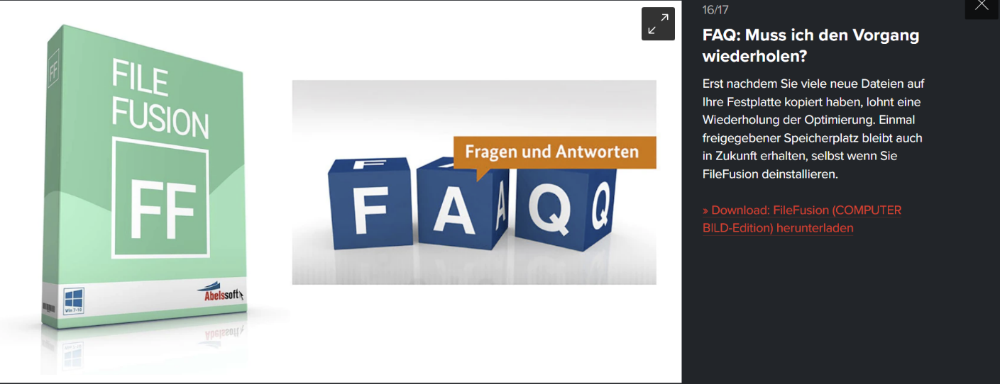 FF
FILE
FUSION
FF
Win 7-10
Abelssoft
Fragen und Antworten
F
F A A Q Q
16/17
FAQ: Muss ich den Vorgang
wiederholen?
Erst nachdem Sie viele neue Dateien auf
Ihre Festplatte kopiert haben, lohnt eine
Wiederholung der Optimierung. Einmal
freigegebener Speicherplatz bleibt auch
in Zukunft erhalten, selbst wenn Sie
FileFusion deinstallieren.
» Download: FileFusion (COMPUTER
BILD-Edition) herunterladen